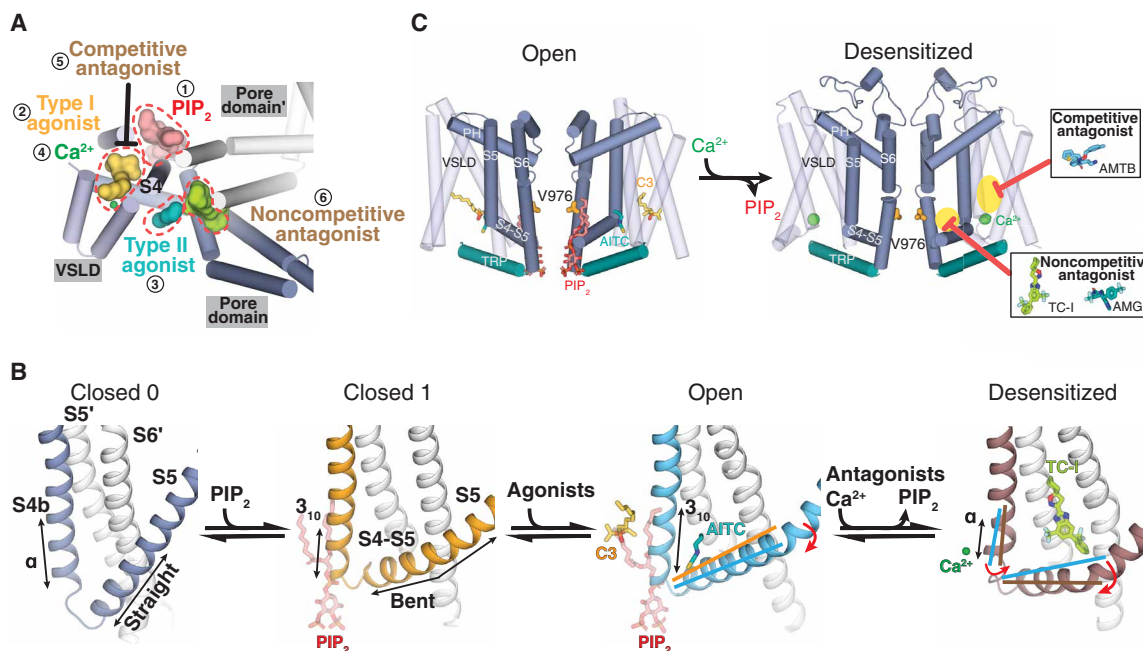 A
⑤ Competitive
antagonist
①
PIP2
Pore
domain'
② Type I
agonist
④ Ca²⁺
S4
⑥
Noncompetitive
antagonist
Type II
agonist
③
VSLD
Pore
domain
C
Open
Desensitized
PH
VSLD
S5
S6
V976
C3
S4-S5
AITC
TRP
PIP2
Ca²⁺
PIP2
PH
VSLD
S5
S6
S4-S5
V976
TRP
Ca²⁺
Competitive
antagonist
AMTB
Noncompetitive
antagonist
TC-I
AMG
B
Closed 0
S5'
S6'
S5
S4b
α
Straight
PIP2
Closed 1
3₁₀
S5
S4-S5
Bent
PIP2
Agonists
Open
3₁₀
AITC
C3
PIP2
Antagonists
Ca²⁺ PIP2
Desensitized
TC-I
α
Ca²⁺